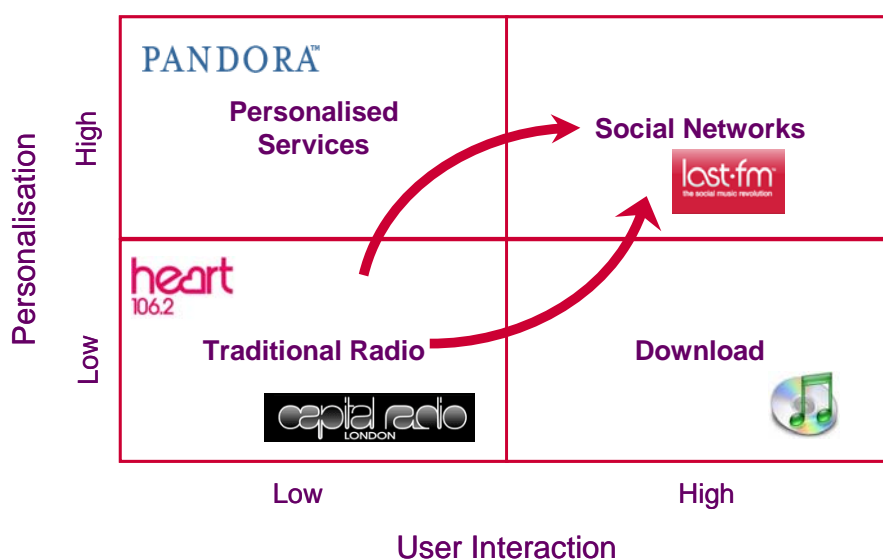 PANDORA™
Personalised
Services
Social Networks
last·fm
the social music revolution
Personalisation
High
Low
heart
106.2
Traditional Radio
capital radio
LONDON
Download
Low
High
User Interaction